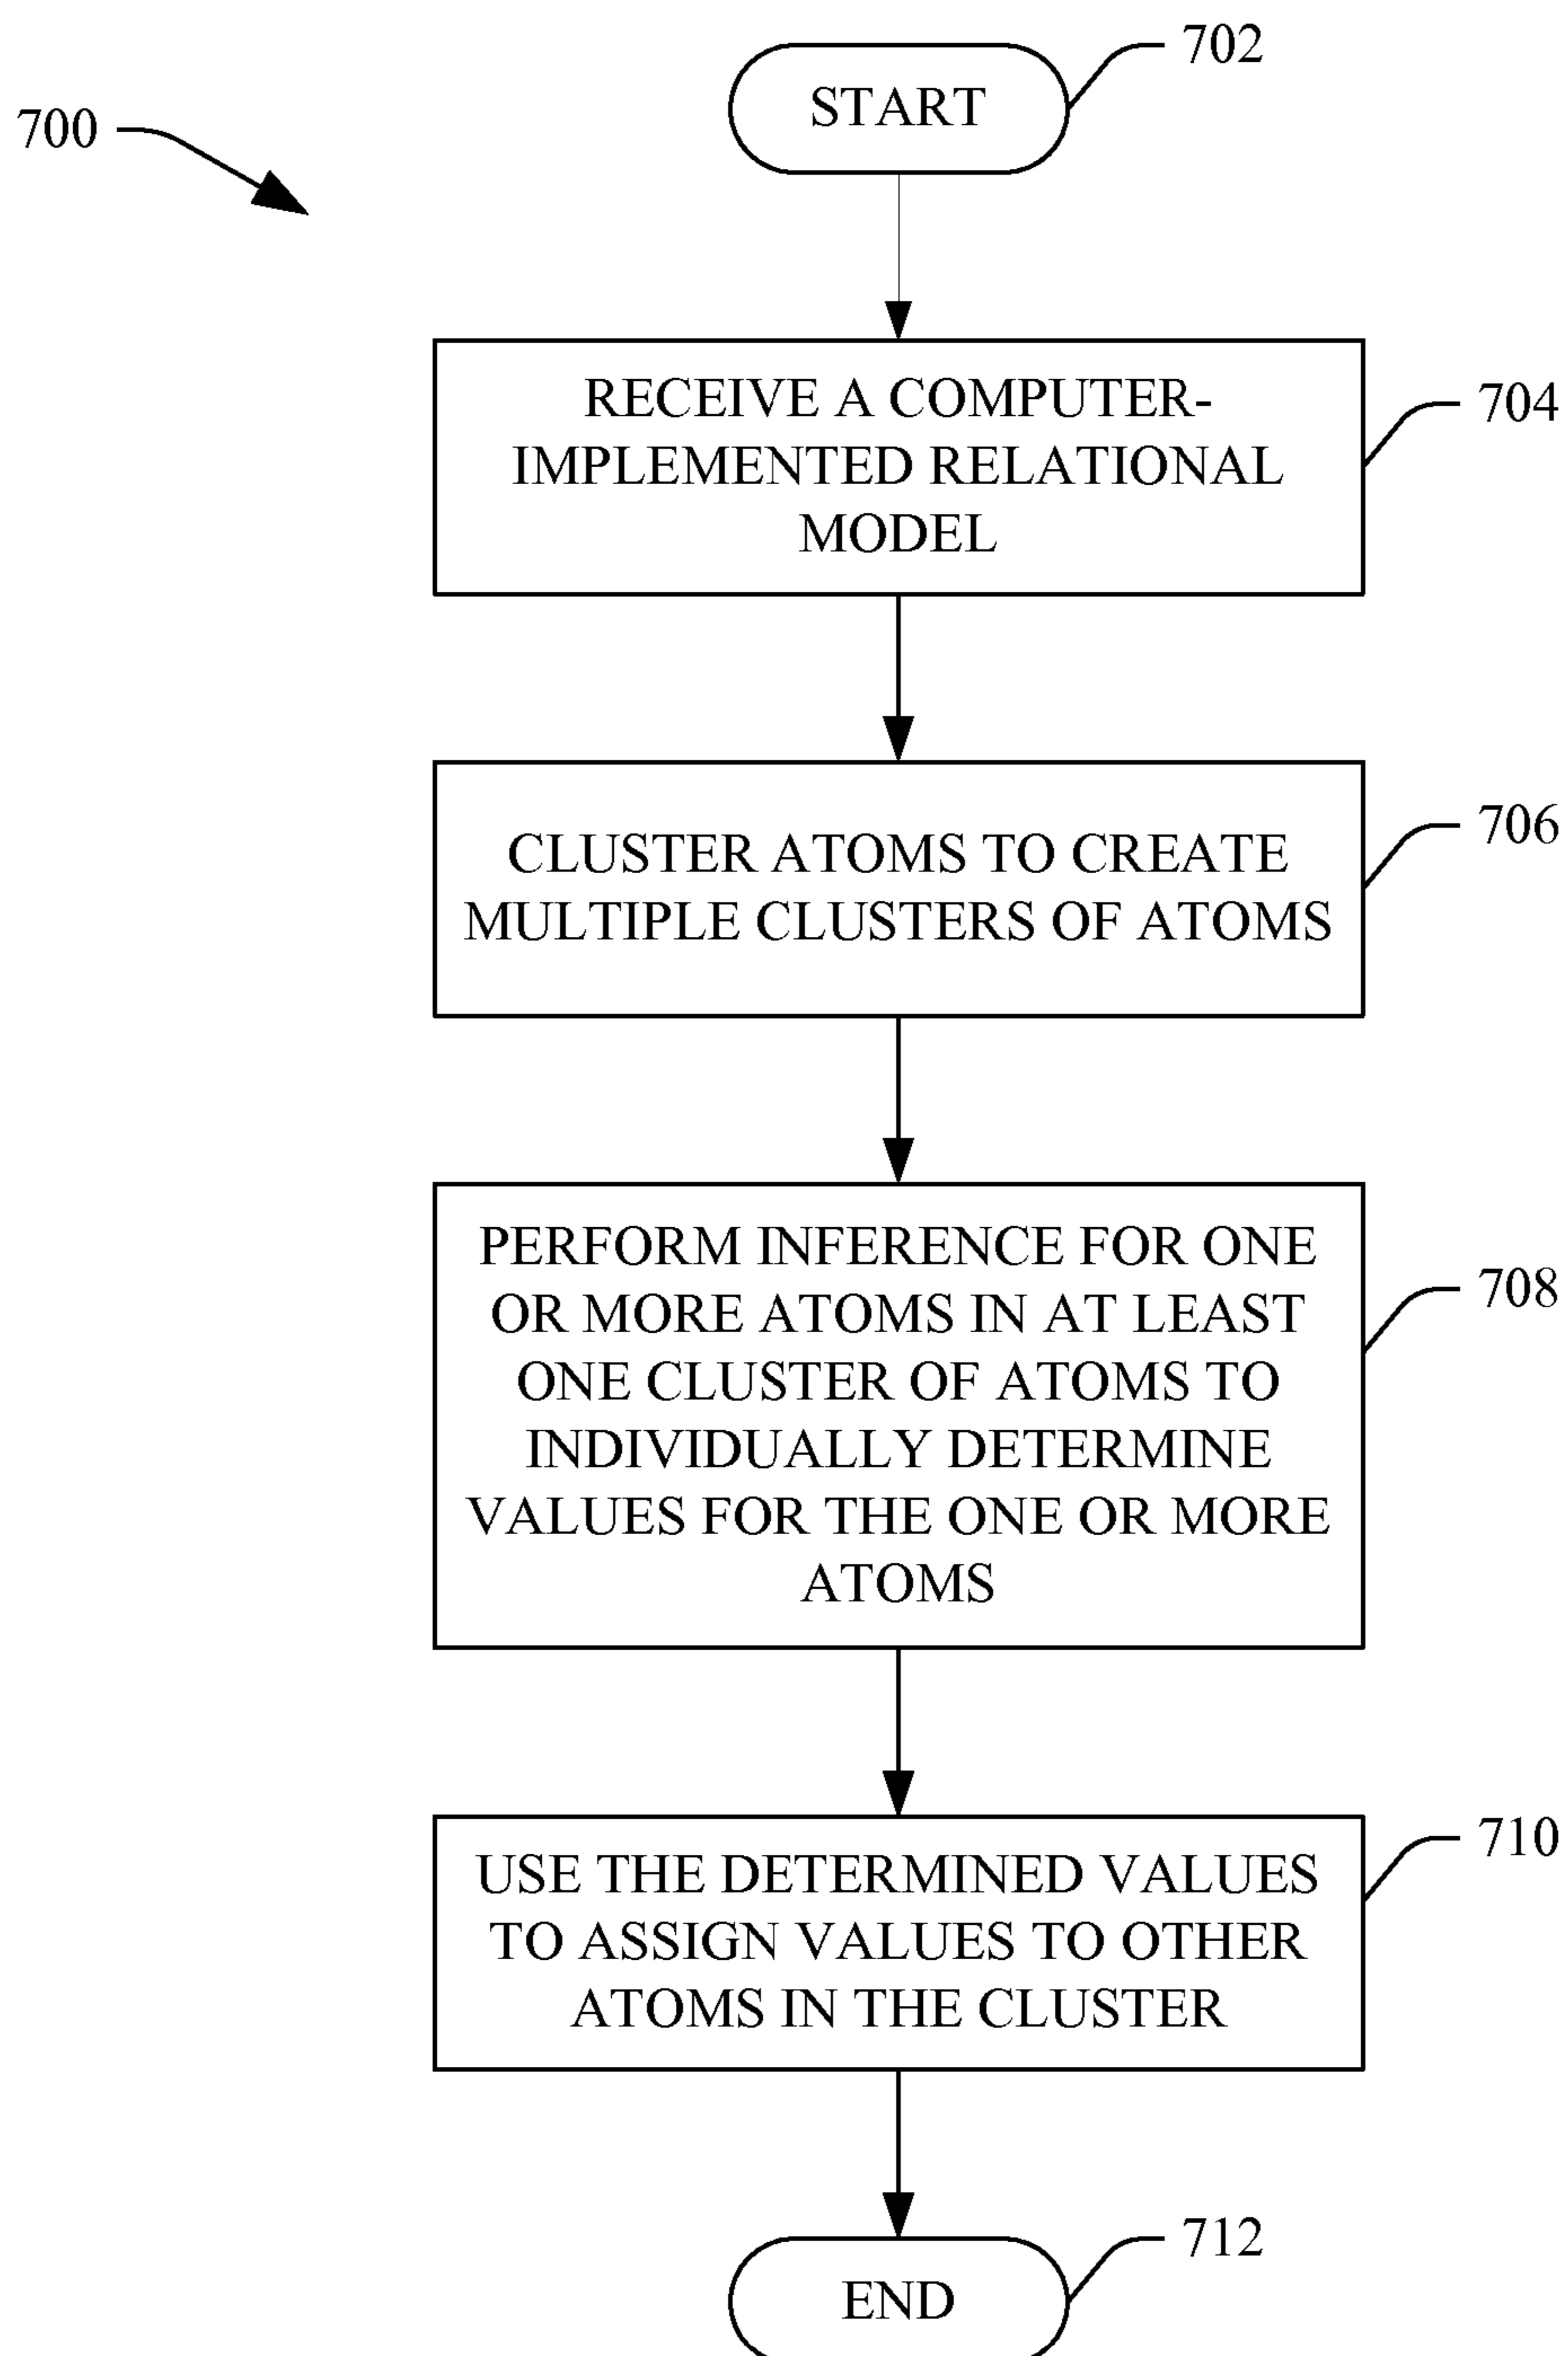 702
START
700
RECEIVE A COMPUTER-
IMPLEMENTED RELATIONAL
MODEL
704
CLUSTER ATOMS TO CREATE
MULTIPLE CLUSTERS OF ATOMS
706
PERFORM INFERENCE FOR ONE
OR MORE ATOMS IN AT LEAST
ONE CLUSTER OF ATOMS TO
INDIVIDUALLY DETERMINE
VALUES FOR THE ONE OR MORE
ATOMS
708
USE THE DETERMINED VALUES
TO ASSIGN VALUES TO OTHER
ATOMS IN THE CLUSTER
710
712
END